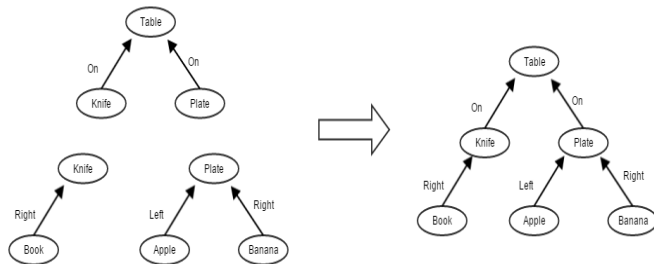 Table
On
On
Knife
Plate
Knife
Plate
Right
Left
Right
Book
Apple
Banana
Table
On
On
Knife
Plate
Right
Left
Right
Book
Apple
Banana